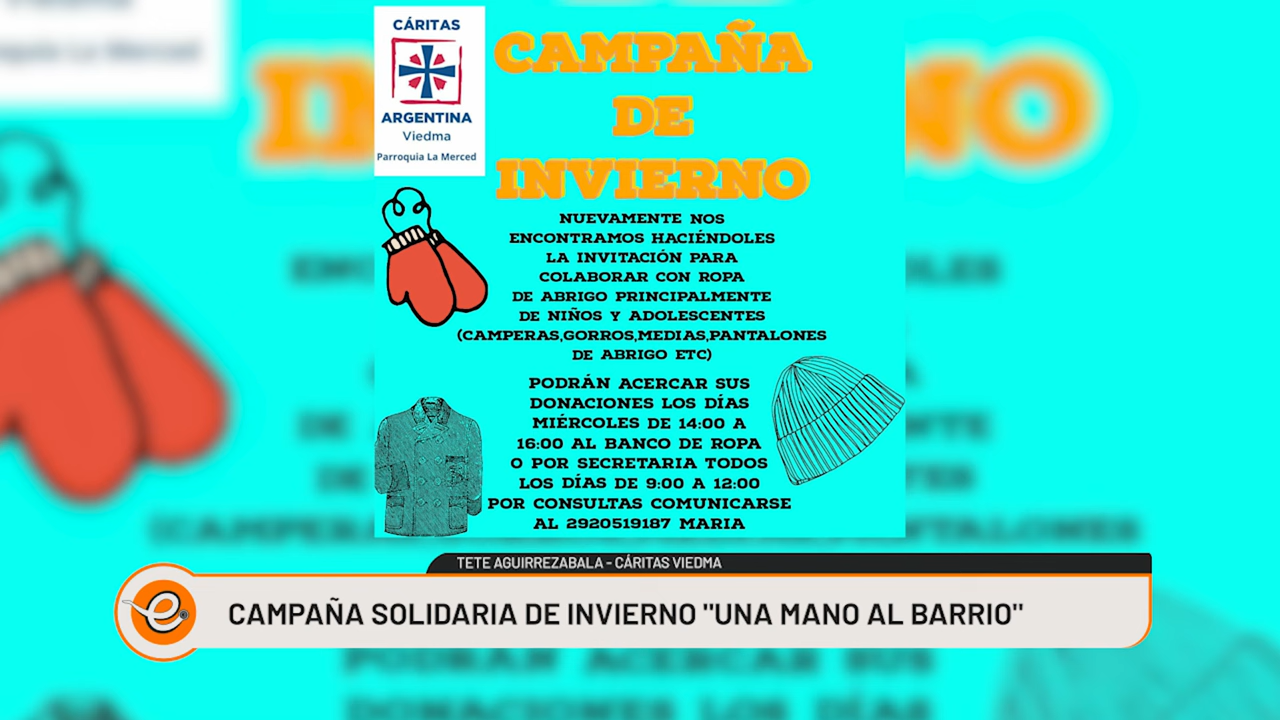 CÁRITAS
ARGENTINA
Viedma
Parroquia La Merced
CAMPAÑA
DE
INVIERNO
NUEVAMENTE NOS
ENCONTRAMOS HACIÉNDOLES
LA INVITACIÓN PARA
COLABORAR CON ROPA
DE ABRIGO PRINCIPALMENTE
DE NIÑOS Y ADOLESCENTES
(CAMPERAS,GORROS,MEDIAS,PANTALONES
DE ABRIGO ETC)
PODRÁN ACERCAR SUS
DONACIONES LOS DÍAS
MIÉRCOLES DE 14:00 A
16:00 AL BANCO DE ROPA
O POR SECRETARIA TODOS
LOS DÍAS DE 9:00 A 12:00
POR CONSULTAS COMUNICARSE
AL 2920519187 MARIA
TETE AGUIRREZABALA - CÁRITAS VIEDMA
CAMPAÑA SOLIDARIA DE INVIERNO "UNA MANO AL BARRIO"